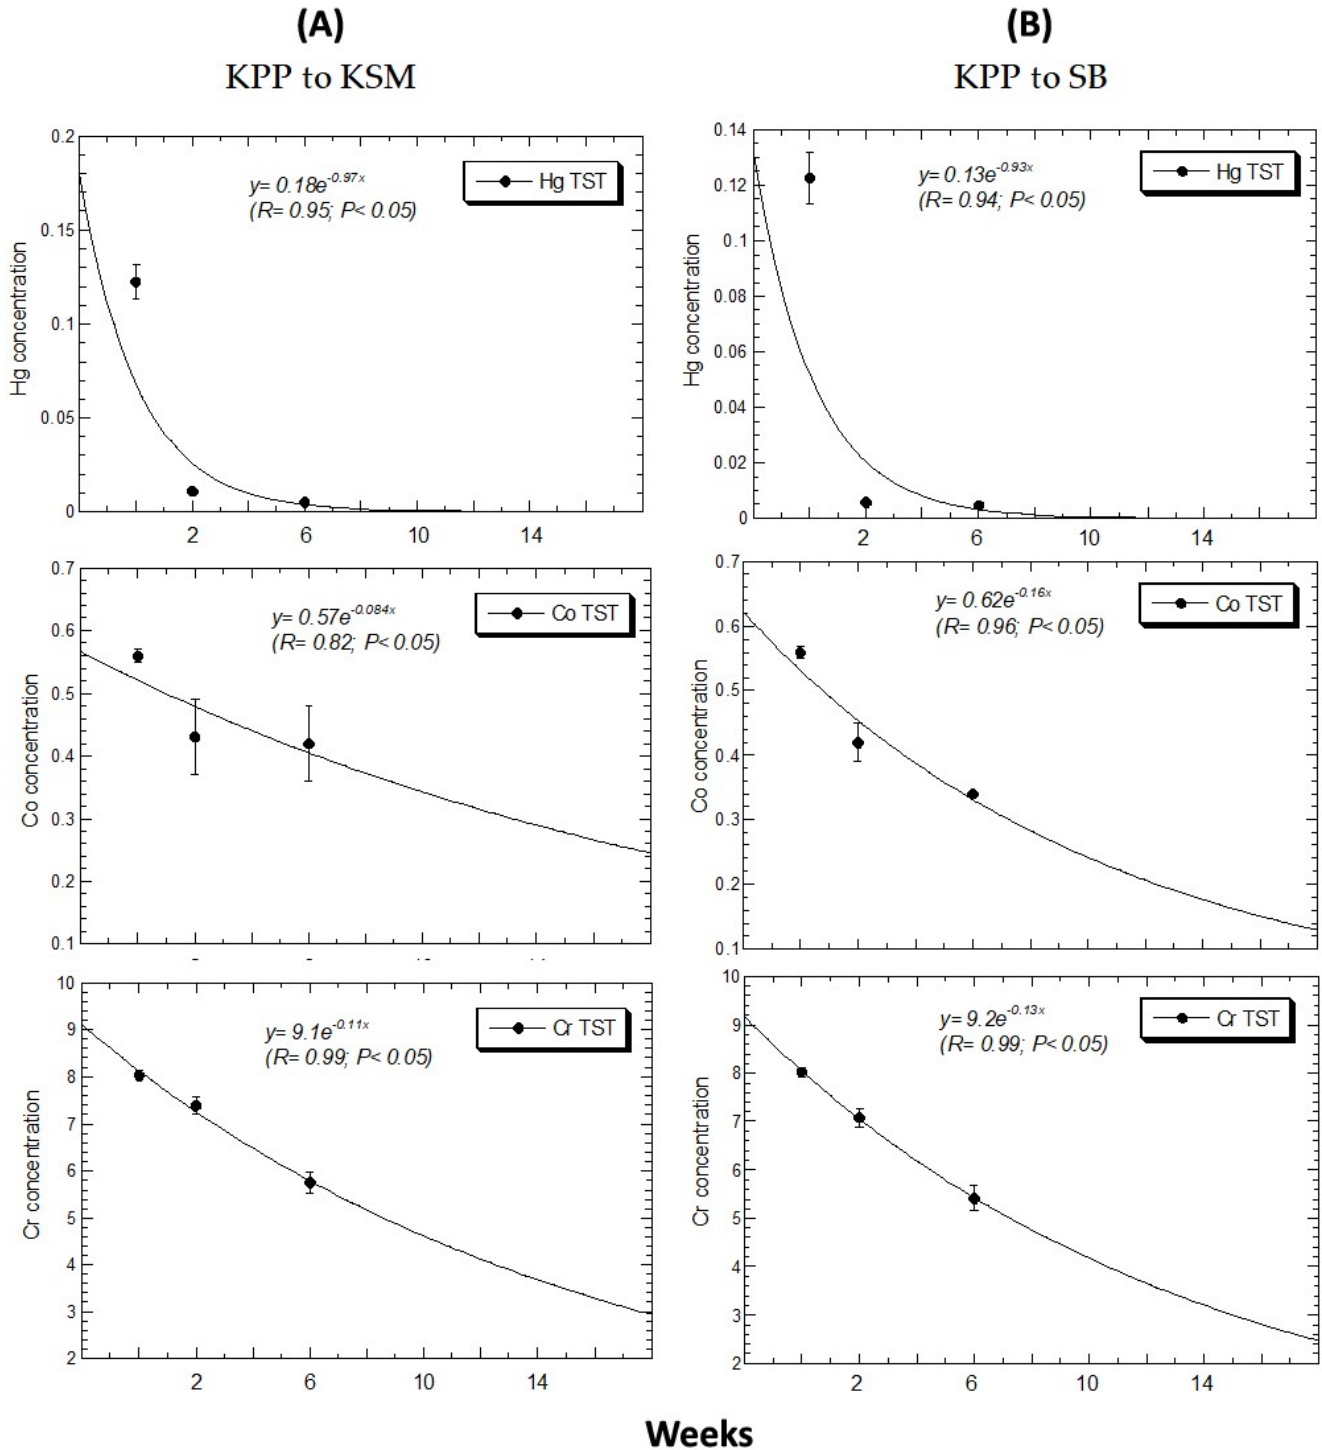 (A)
KPP to KSM
0.2
0.15
0.1
0.05
0
Hg concentration
y= 0.18e-0.97x
(R= 0.95; P< 0.05)
Hg TST
2 6 10 14
0.7
0.6
0.5
0.4
0.3
0.2
0.1
Co concentration
y= 0.57e-0.084x
(R= 0.82; P< 0.05)
Co TST
10
9
8
7
6
5
4
3
2
Cr concentration
y= 9.1e-0.11x
(R= 0.99; P< 0.05)
Cr TST
2 6 10 14
(B)
KPP to SB
0.14
0.12
0.1
0.08
0.06
0.04
0.02
0
Hg concentration
y= 0.13e-0.93x
(R= 0.94; P< 0.05)
Hg TST
2 6 10 14
0.7
0.6
0.5
0.4
0.3
0.2
0.1
Co concentration
y= 0.62e-0.16x
(R= 0.96; P< 0.05)
Co TST
10
9
8
7
6
5
4
3
2
Cr concentration
y= 9.2e-0.13x
(R= 0.99; P< 0.05)
Cr TST
2 6 10 14
Weeks